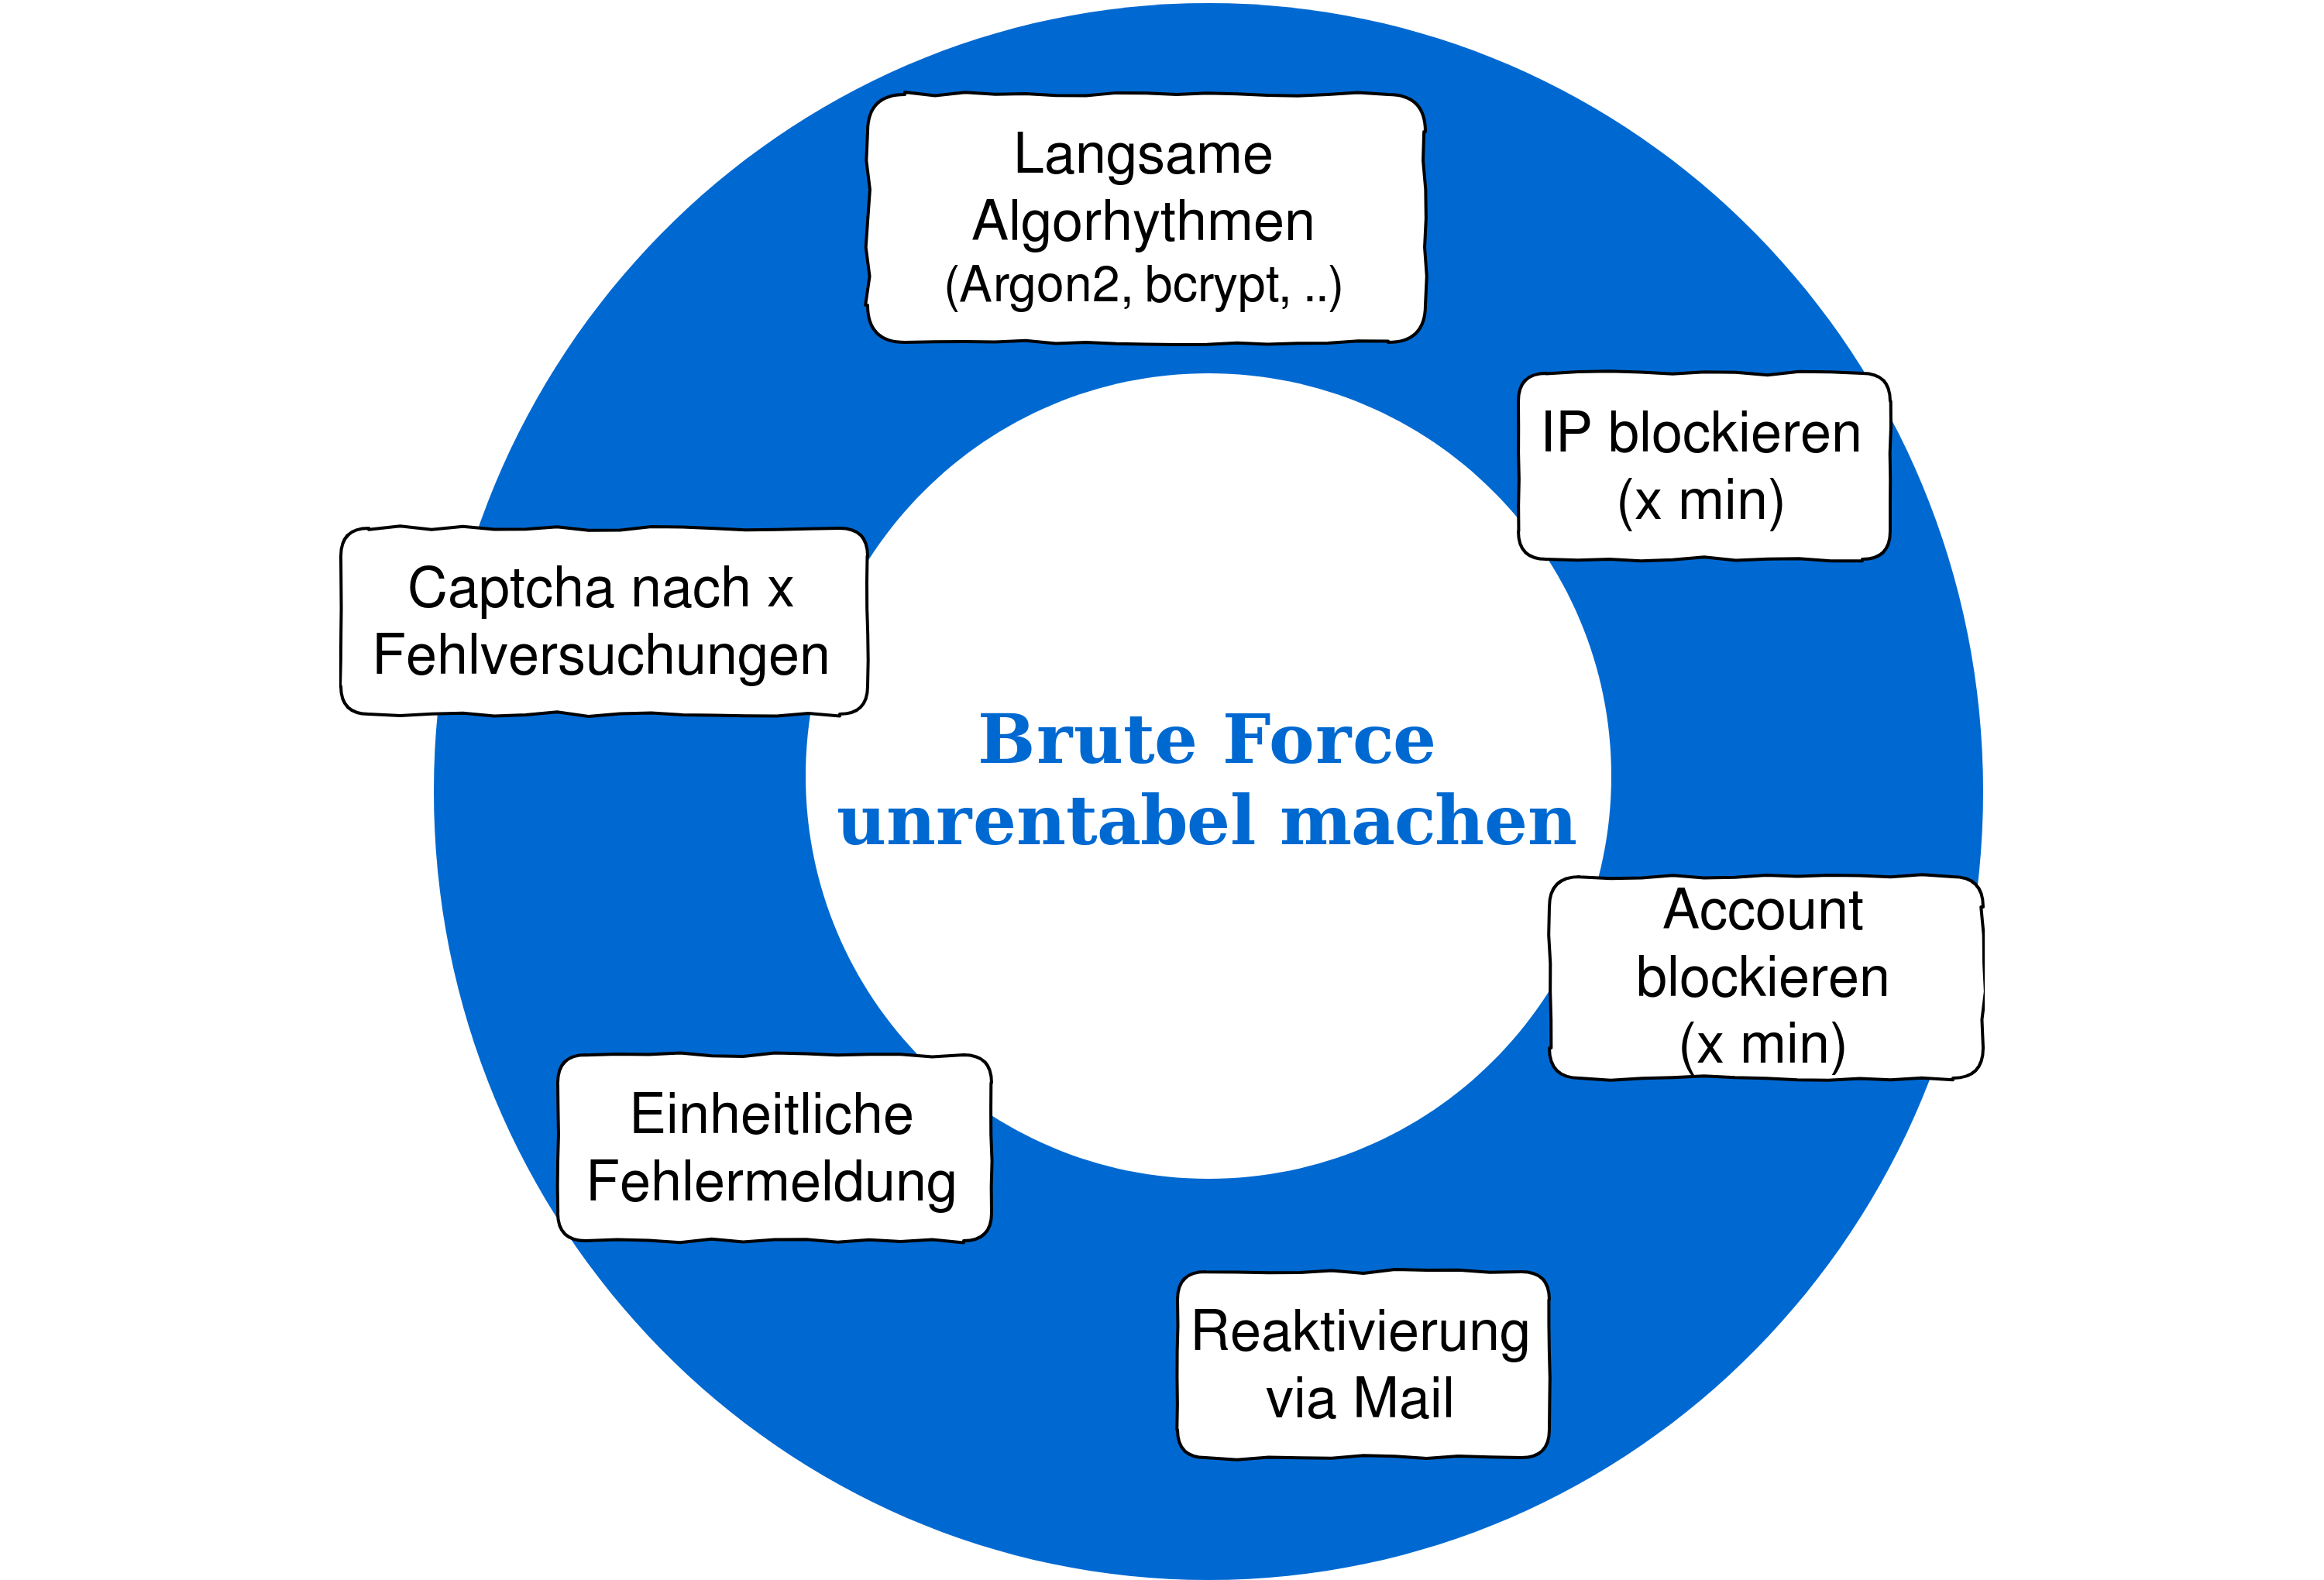 Langsame
Algorhythmen
(Argon2, bcrypt, ..)
IP blockieren
(x min)
Captcha nach x
Fehlversuchungen
Brute Force
unrentabel machen
Account
blockieren
(x min)
Einheitliche
Fehlermeldung
Reaktivierung
via Mail